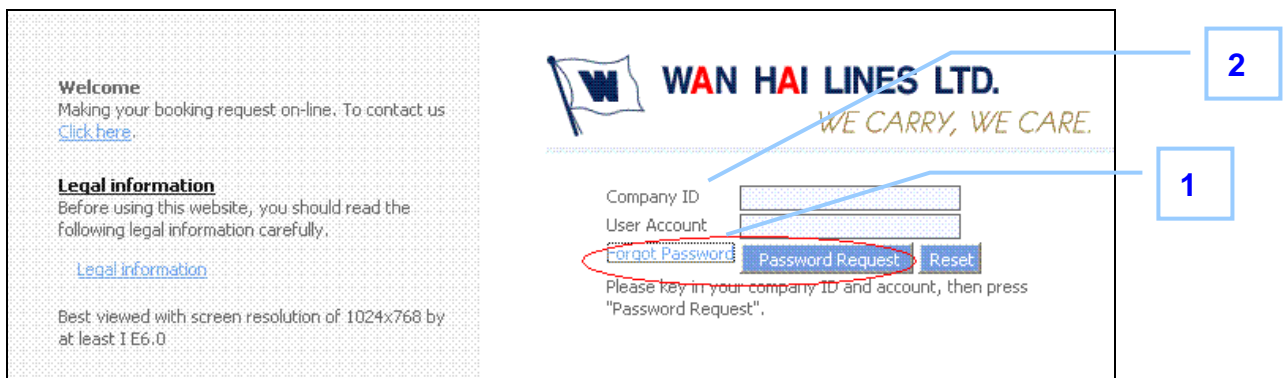 Welcome
Making your booking request on-line. To contact us
Click here.
Legal information
Before using this website, you should read the
following legal information carefully.
Legal information
Best viewed with screen resolution of 1024x768 by
at least I E6.0
W
WAN HAI LINES LTD.
WE CARRY, WE CARE.
Company ID
User Account
Forgot Password Password Request Reset
Please key in your company ID and account, then press
"Password Request".
2
1